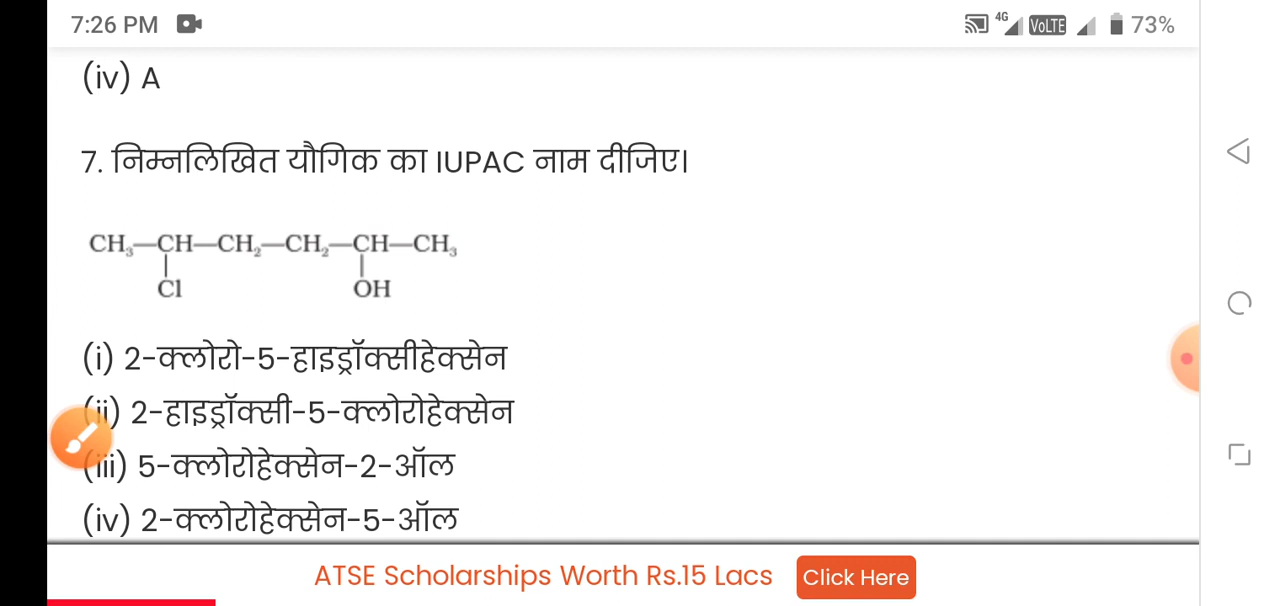 7:26 PM 4G VoLTE 73%
(iv) A
7. निम्नलिखित यौगिक का IUPAC नाम दीजिए।
CH₃—CH—CH₂—CH₂—CH—CH₃
Cl OH
(i) 2-क्लोरो-5-हाइड्रॉक्सीहेक्सेन
(ii) 2-हाइड्रॉक्सी-5-क्लोरोहेक्सेन
(iii) 5-क्लोरोहेक्सेन-2-ऑल
(iv) 2-क्लोरोहेक्सेन-5-ऑल
ATSE Scholarships Worth Rs.15 Lacs Click Here